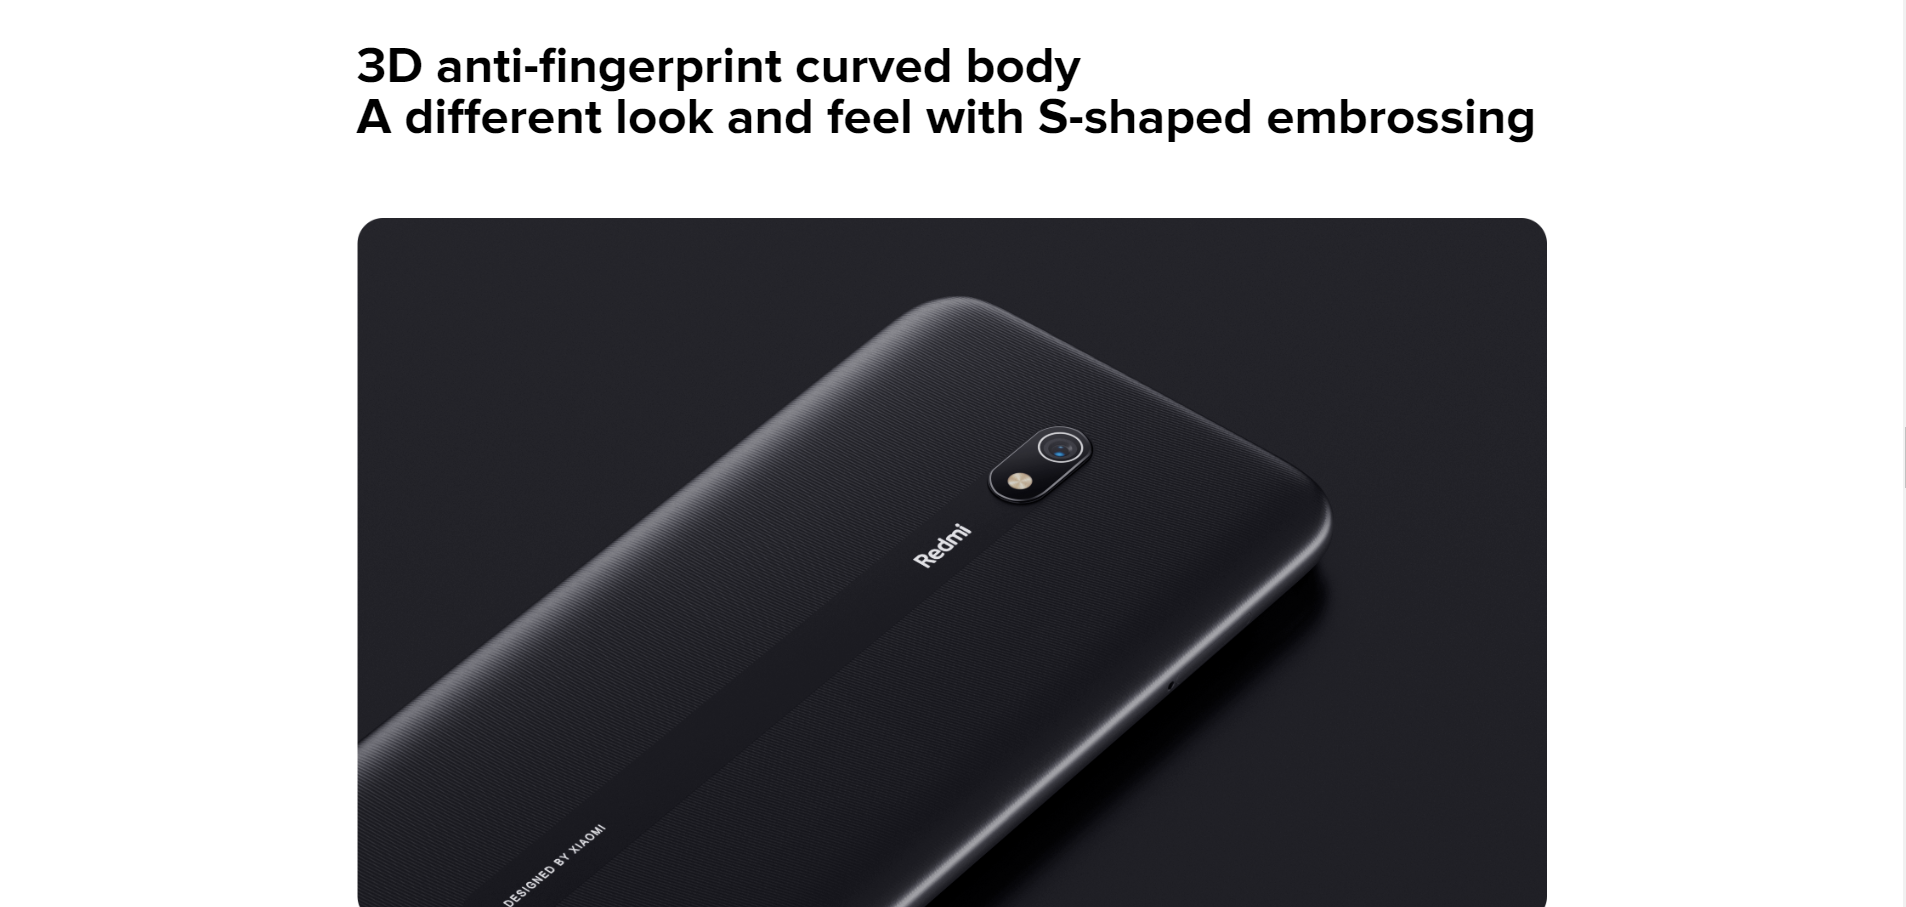 3D anti-fingerprint curved body
A different look and feel with S-shaped embrossing
Redmi
DESIGNED BY XIAOMI